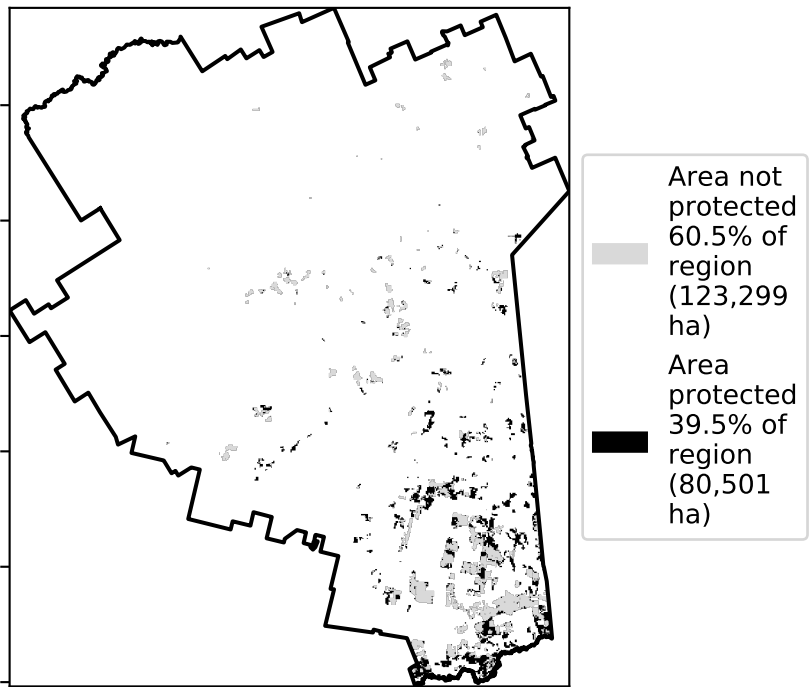 Area not
protected
60.5% of
region
(123,299
ha)
Area
protected
39.5% of
region
(80,501
ha)